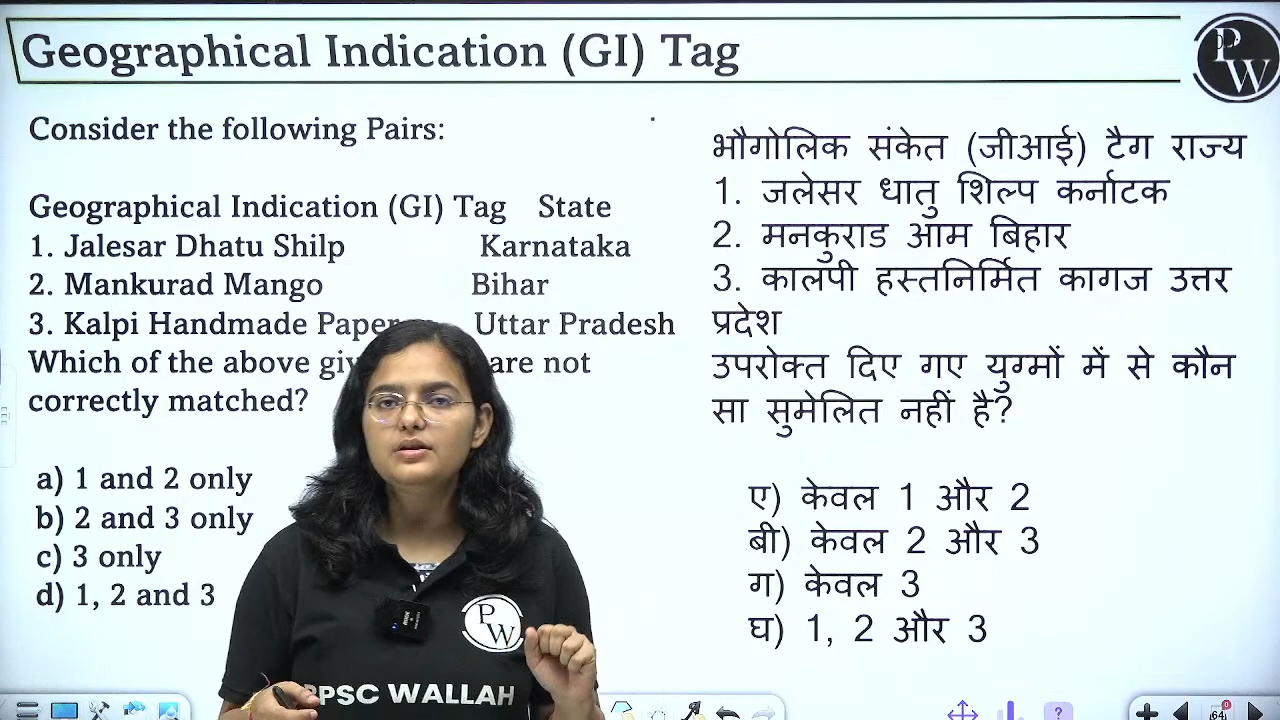 Geographical Indication (GI) Tag
PW
Consider the following Pairs:
Geographical Indication (GI) Tag State
1. Jalesar Dhatu Shilp Karnataka
2. Mankurad Mango Bihar
3. Kalpi Handmade Paper Uttar Pradesh
Which of the above are not
correctly matched?
a) 1 and 2 only
b) 2 and 3 only
c) 3 only
d) 1, 2 and 3
भौगोलिक संकेत (जीआई) टैग राज्य
1. जलेसर धातु शिल्प कर्नाटक
2. मनकुराड आम बिहार
3. कालपी हस्तनिर्मित कागज उत्तर
प्रदेश
उपरोक्त दिए गए युग्मों में से कौन
सा सुमेलित नहीं है?
ए) केवल 1 और 2
बी) केवल 2 और 3
ग) केवल 3
घ) 1, 2 और 3
PW
PSC WALLAH
64